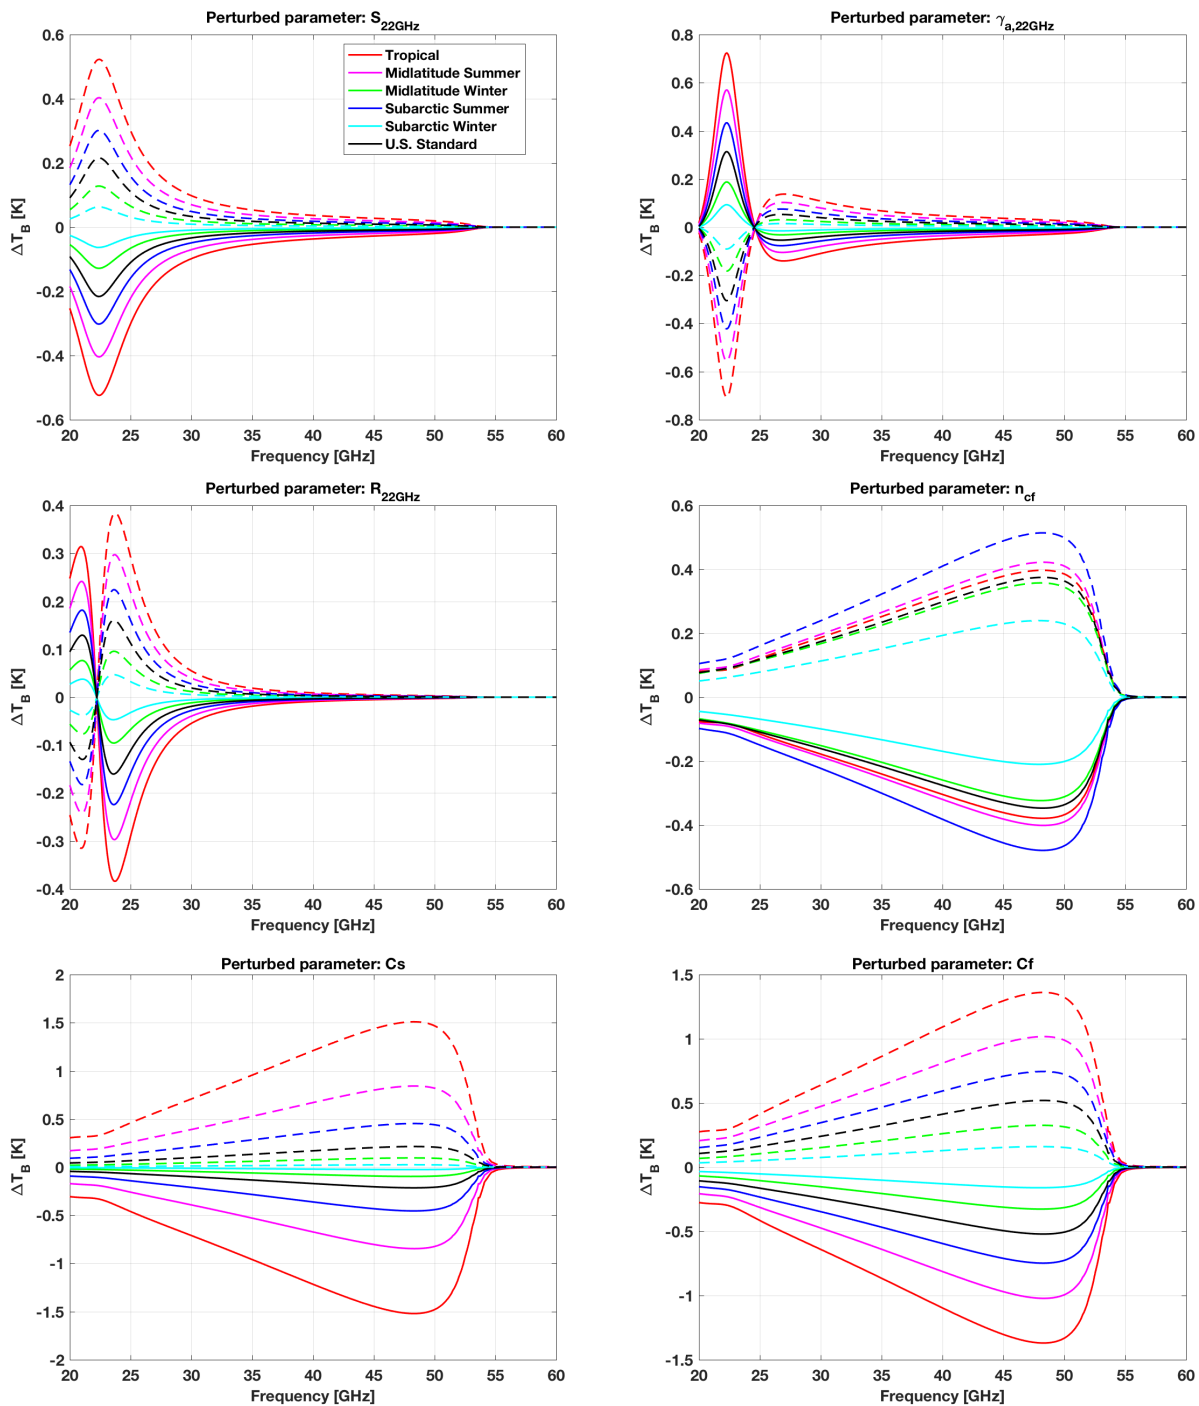 Perturbed parameter: S22GHz
ΔTB [K]
0.6
0.4
0.2
0
-0.2
-0.4
-0.6
20 25 30 35 40 45 50 55 60
Frequency [GHz]
Tropical
Midlatitude Summer
Midlatitude Winter
Subarctic Summer
Subarctic Winter
U.S. Standard
Perturbed parameter: γa,22GHz
ΔTB [K]
0.8
0.6
0.4
0.2
0
-0.2
-0.4
-0.6
-0.8
20 25 30 35 40 45 50 55 60
Frequency [GHz]
Perturbed parameter: R22GHz
ΔTB [K]
0.4
0.3
0.2
0.1
0
-0.1
-0.2
-0.3
-0.4
20 25 30 35 40 45 50 55 60
Frequency [GHz]
Perturbed parameter: ncf
ΔTB [K]
0.6
0.4
0.2
0
-0.2
-0.4
-0.6
20 25 30 35 40 45 50 55 60
Frequency [GHz]
Perturbed parameter: Cs
ΔTB [K]
2
1.5
1
0.5
0
-0.5
-1
-1.5
-2
20 25 30 35 40 45 50 55 60
Frequency [GHz]
Perturbed parameter: Cf
ΔTB [K]
1.5
1
0.5
0
-0.5
-1
-1.5
20 25 30 35 40 45 50 55 60
Frequency [GHz]